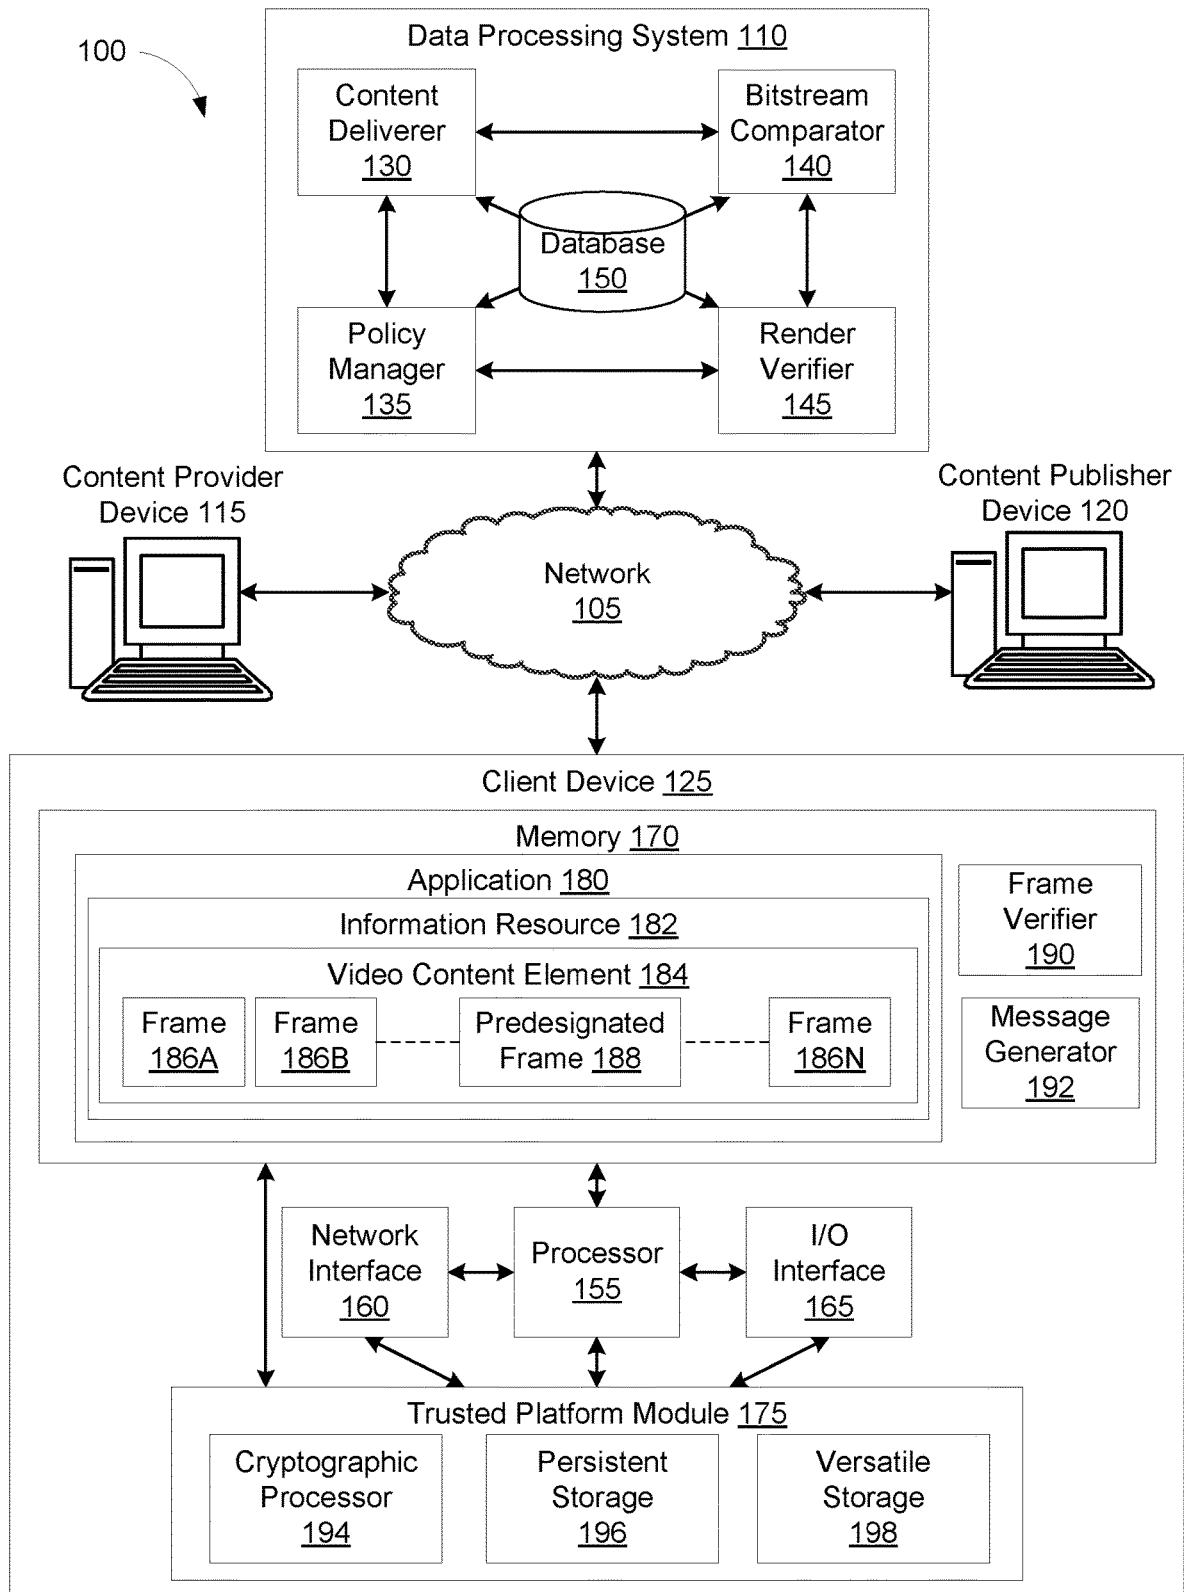 100
Data Processing System 110
Content
Deliverer
130
Bitstream
Comparator
140
Database
150
Policy
Manager
135
Render
Verifier
145
Content Provider
Device 115
Content Publisher
Device 120
Network
105
Client Device 125
Memory 170
Application 180
Information Resource 182
Video Content Element 184
Frame
186A
Frame
186B
Predesignated
Frame 188
Frame
186N
Frame
Verifier
190
Message
Generator
192
Network
Interface
160
Processor
155
I/O
Interface
165
Trusted Platform Module 175
Cryptographic
Processor
194
Persistent
Storage
196
Versatile
Storage
198